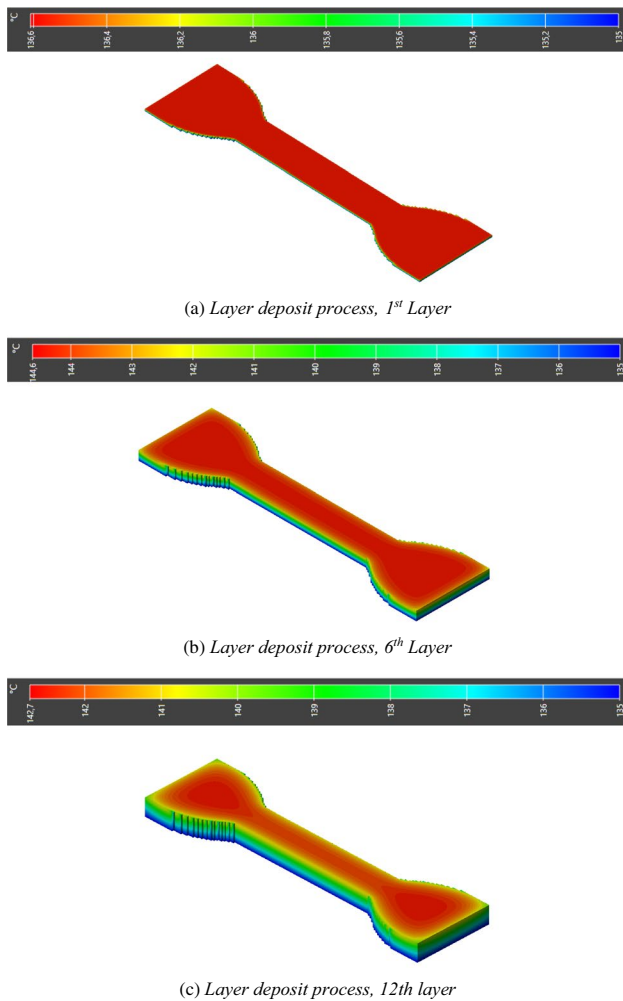 °C
136,6 136,4 136,2 136 135,8 135,6 135,4 135,2 135
(a) Layer deposit process, 1st Layer
°C
144,6 144 143 142 141 140 139 138 137 136 135
(b) Layer deposit process, 6th Layer
°C
142,7 142 141 140 139 138 137 136 135
(c) Layer deposit process, 12th layer